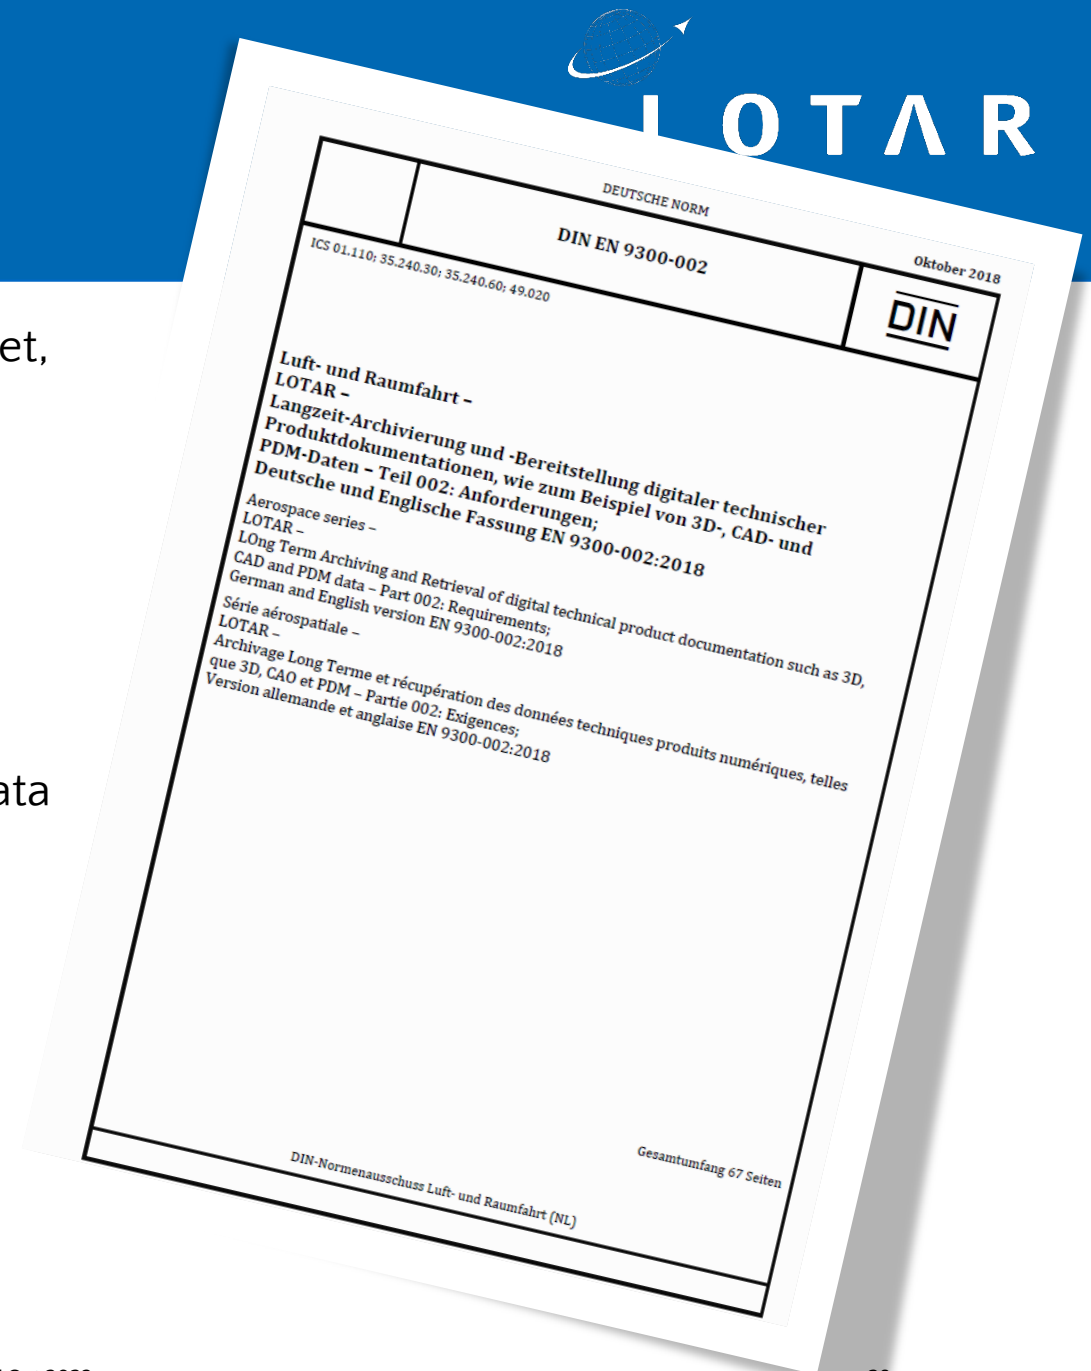 LOTAR
et,
ata
DEUTSCHE NORM
Oktober 2018
DIN EN 9300-002
DIN
ICS 01.110; 35.240.30; 35.240.60; 49.020
Luft- und Raumfahrt –
LOTAR –
Langzeit-Archivierung und -Bereitstellung digitaler technischer
Produktdokumentationen, wie zum Beispiel von 3D-, CAD- und
PDM-Daten – Teil 002: Anforderungen;
Deutsche und Englische Fassung EN 9300-002:2018
Aerospace series –
LOTAR –
LOng Term Archiving and Retrieval of digital technical product documentation such as 3D,
CAD and PDM data – Part 002: Requirements;
German and English version EN 9300-002:2018
Série aérospatiale –
LOTAR –
Archivage Long Terme et récupération des données techniques produits numériques, telles
que 3D, CAO et PDM – Partie 002: Exigences;
Version allemande et anglaise EN 9300-002:2018
Gesamtumfang 67 Seiten
DIN-Normenausschuss Luft- und Raumfahrt (NL)